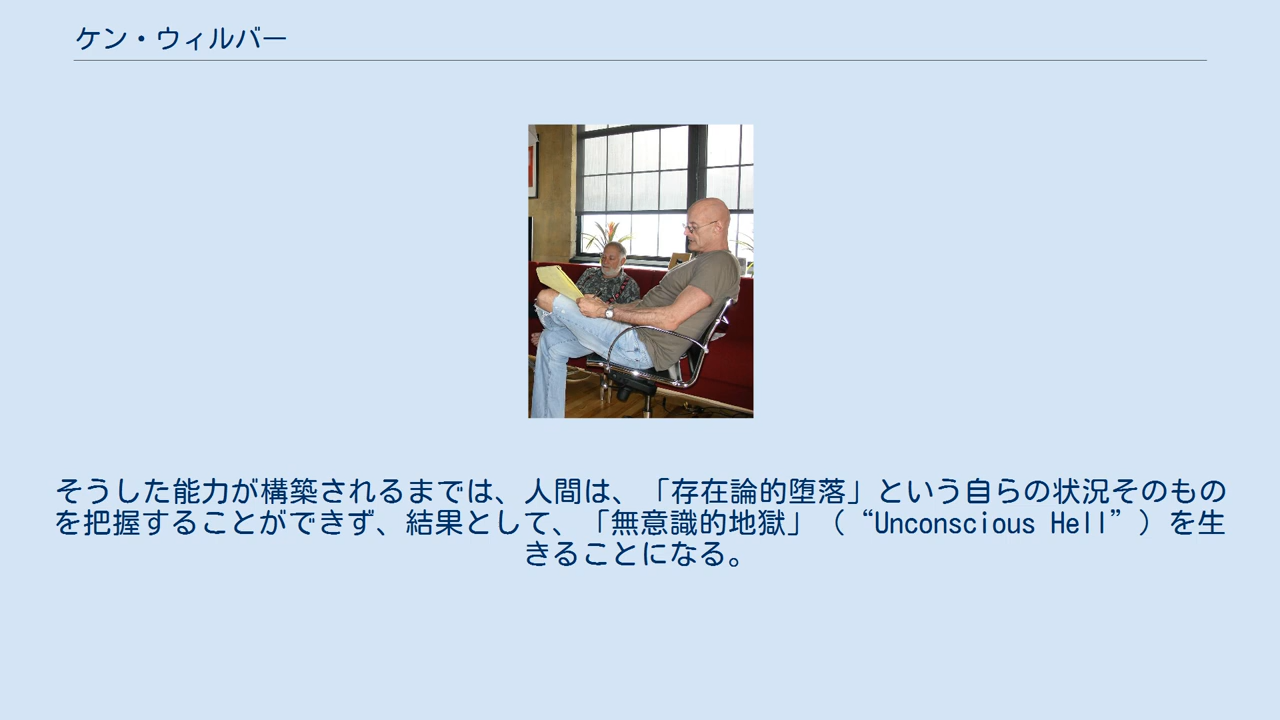 ケン・ウィルバー
そうした能力が構築されるまでは、人間は、「存在論的堕落」という自らの状況そのもの
を把握することができず、結果として、「無意識的地獄」（“Unconscious Hell”）を生
きることになる。